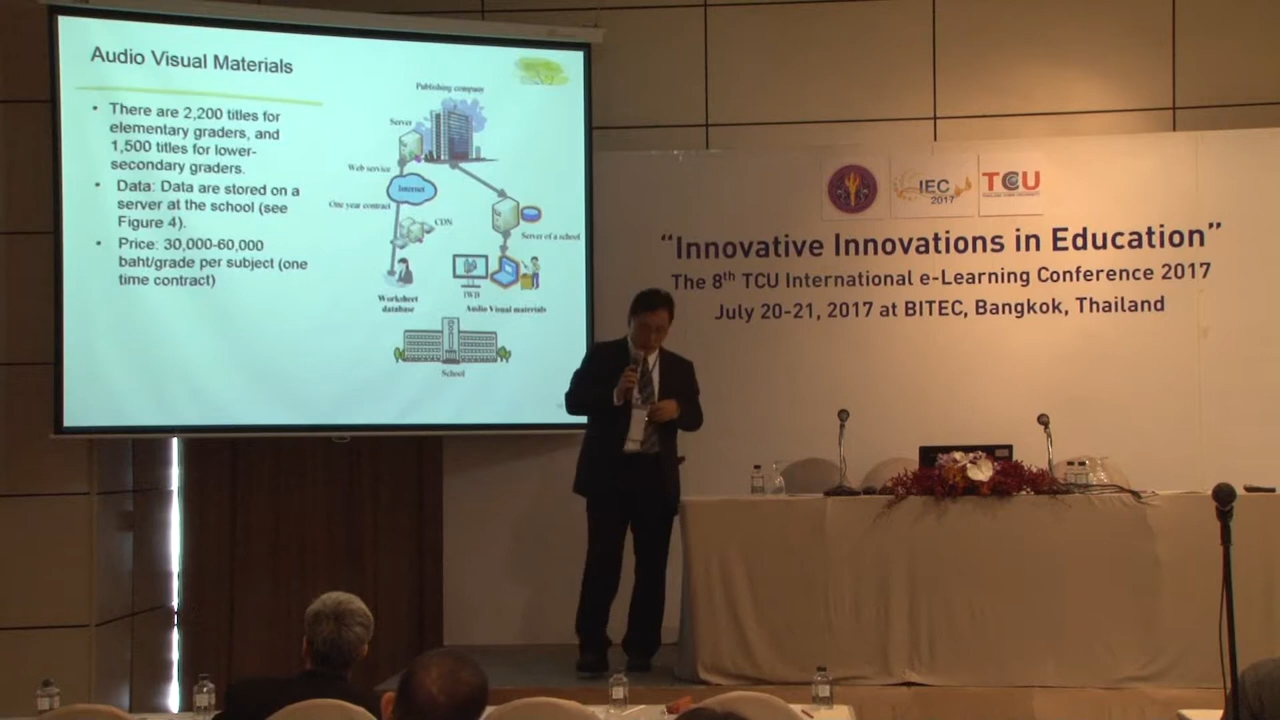 Audio Visual Materials
• There are 2,200 titles for
elementary graders, and
1,500 titles for lower-
secondary graders.
• Data: Data are stored on a
server at the school (see
Figure 4).
• Price: 30,000-60,000
baht/grade per subject (one
time contract)
Publishing company
Server
Web service
Internet
One year contract
CDN
Server of a school
IWB
Worksheet
database
Audio Visual materials
School
IEC
2017
TCU
“Innovative Innovations in Education”
The 8th TCU International e-Learning Conference 2017
July 20-21, 2017 at BITEC, Bangkok, Thailand